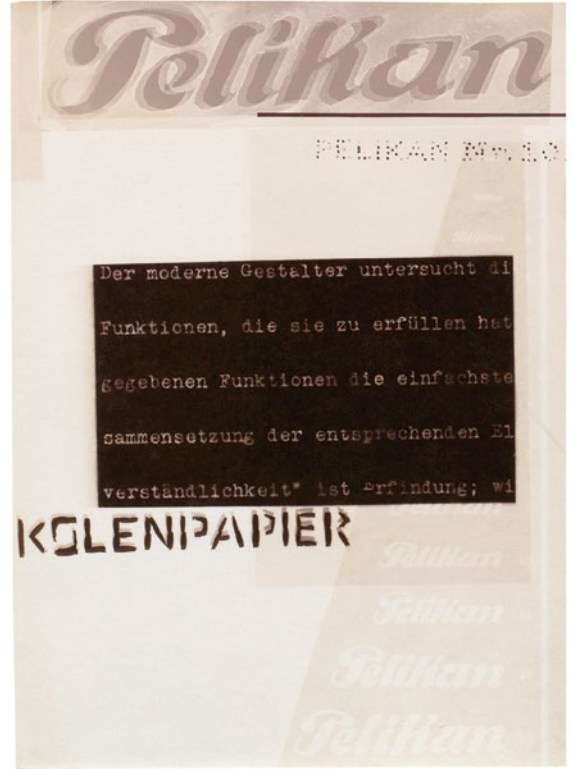 Pelikan
PELIKAN Nr. 10
Der moderne Gestalter untersucht di
Funktionen, die sie zu erfüllen hat
gegebenen Funktionen die einfachste
sammensetzung der entsprechenden El
verständlichkeit" ist Erfindung; wi
KOLENPAPIER
Pelikan
Pelikan
Pelikan
Pelikan